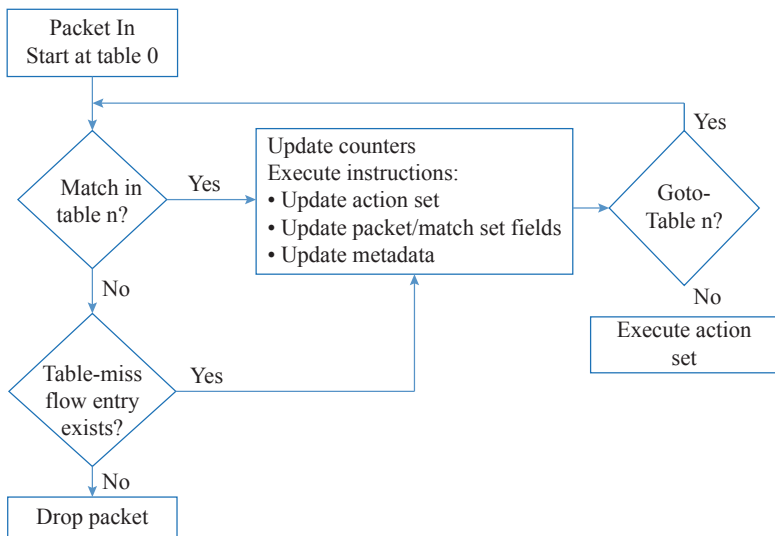 Packet In
Start at table 0
Yes
Update counters
Execute instructions:
• Update action set
• Update packet/match set fields
• Update metadata
Match in
table n?
Yes
Goto-
Table n?
No
No
Execute action
set
Table-miss
flow entry
exists?
Yes
No
Drop packet